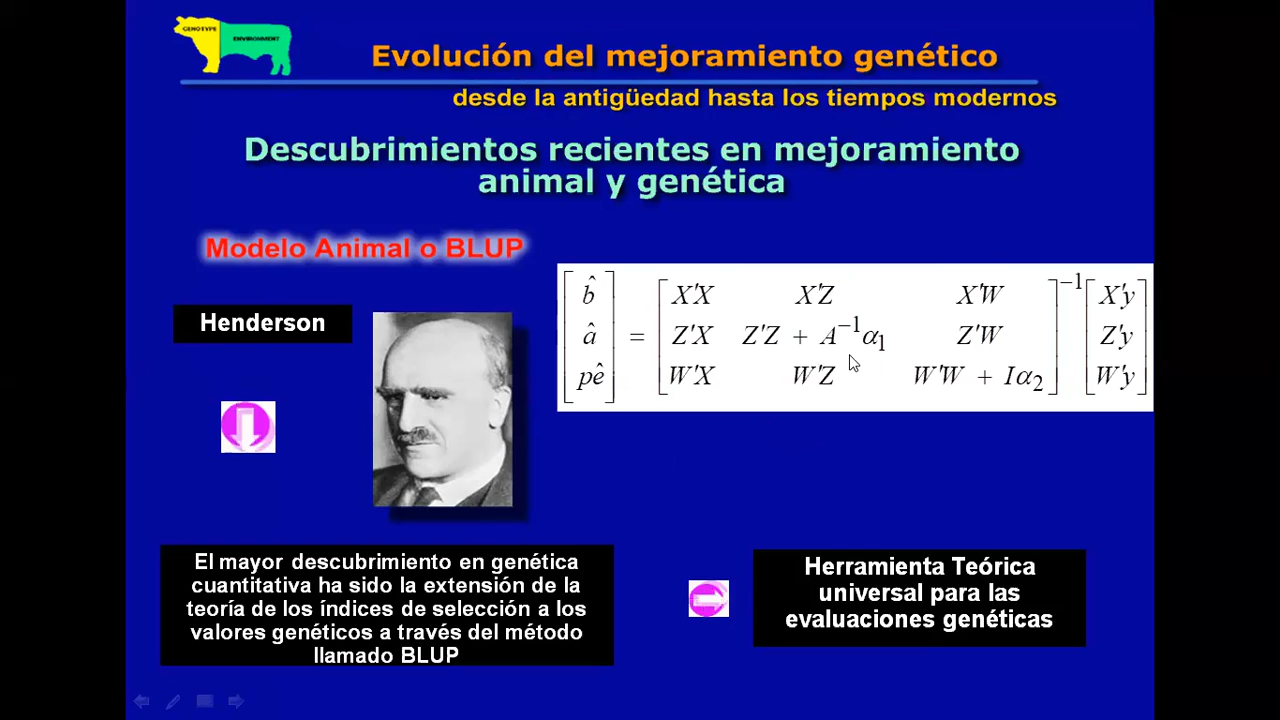 GENOTYPE
ENVIRONMENT
Evolución del mejoramiento genético
desde la antigüedad hasta los tiempos modernos
Descubrimientos recientes en mejoramiento
animal y genética
Modelo Animal o BLUP
Henderson
b̂ X'X X'Z X'W −1 X'y
â = Z'X Z'Z + A⁻¹α₁ Z'W Z'y
pê W'X W'Z W'W + Iα₂ W'y
El mayor descubrimiento en genética
cuantitativa ha sido la extensión de la
teoría de los índices de selección a los
valores genéticos a través del método
llamado BLUP
Herramienta Teórica
universal para las
evaluaciones genéticas